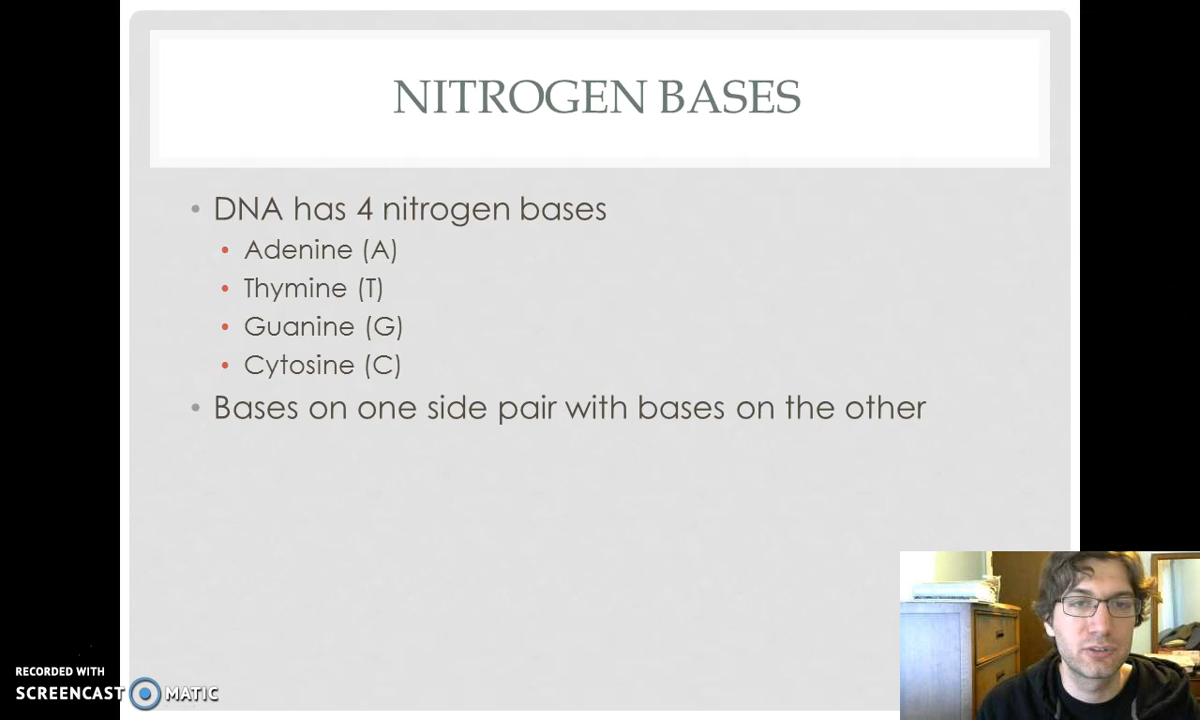 NITROGEN BASES
• DNA has 4 nitrogen bases
• Adenine (A)
• Thymine (T)
• Guanine (G)
• Cytosine (C)
• Bases on one side pair with bases on the other
RECORDED WITH
SCREENCAST MATIC